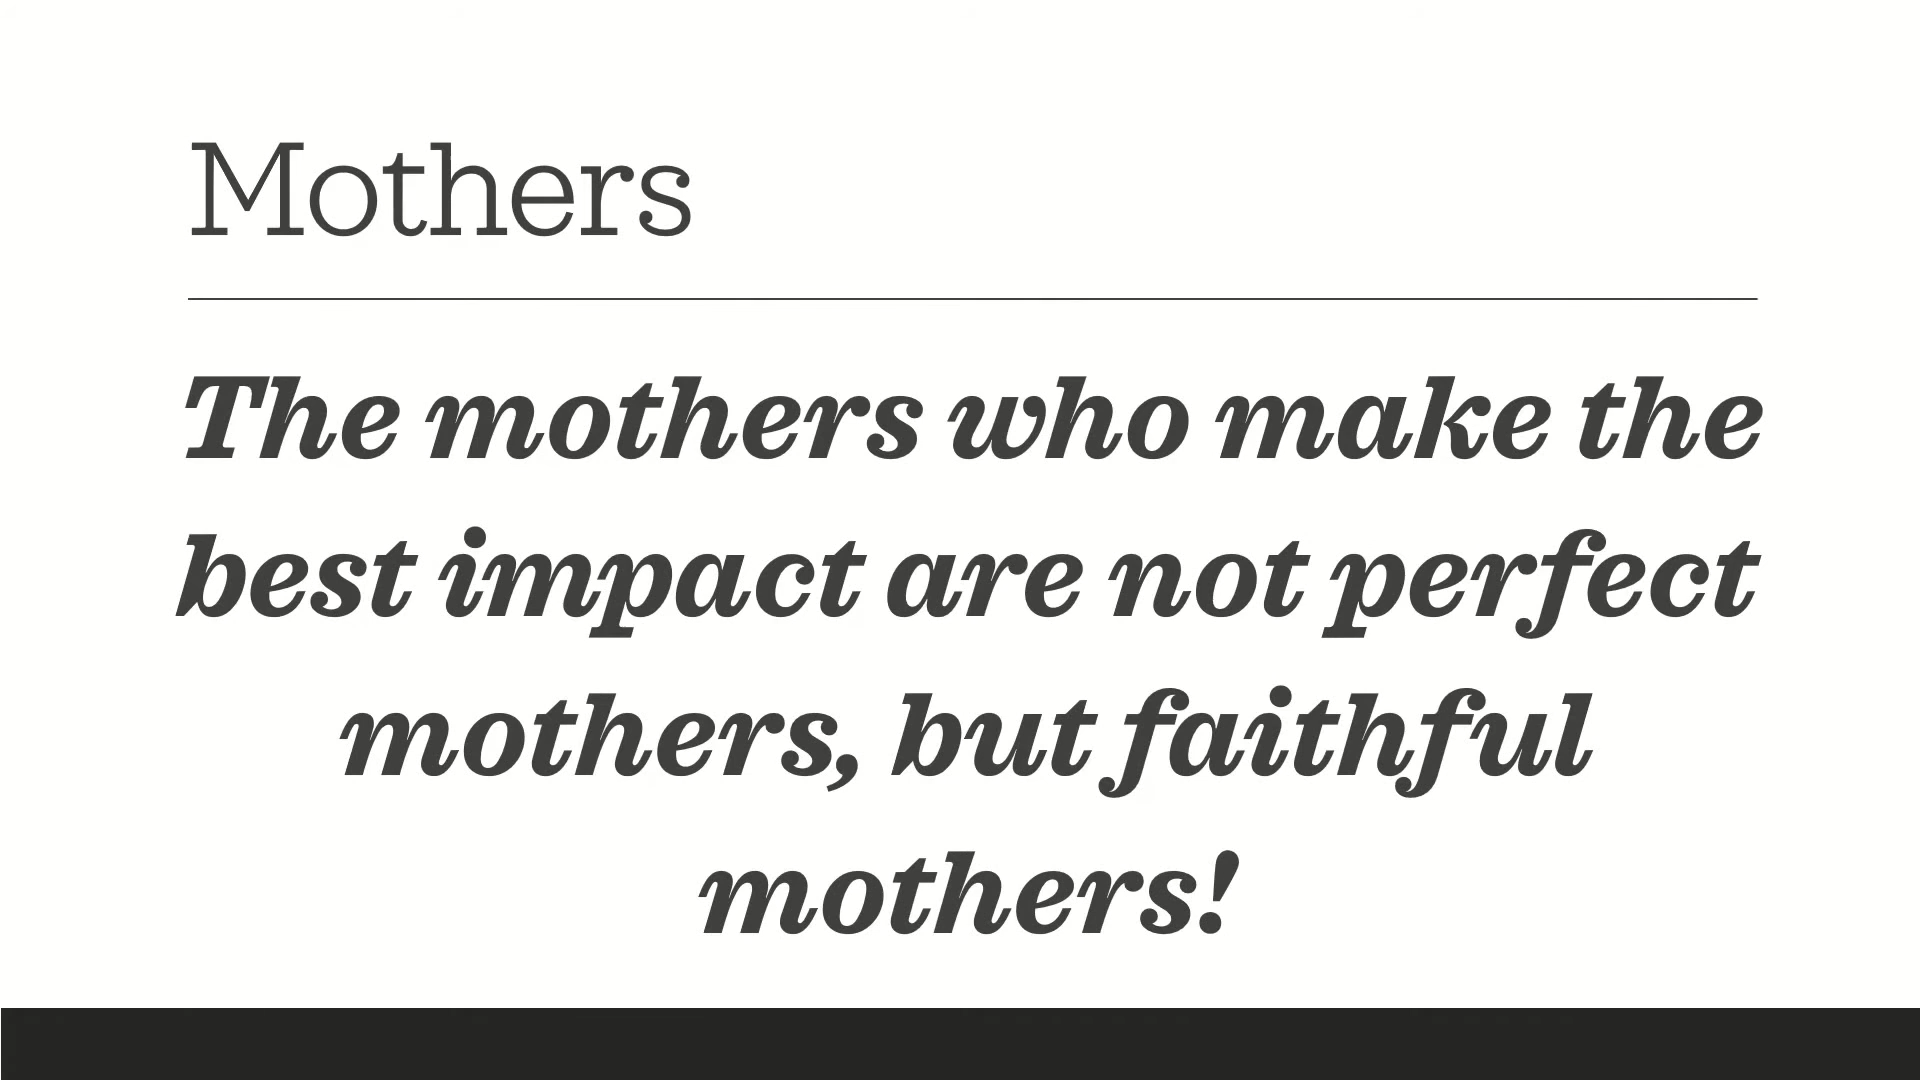 Mothers
The mothers who make the
best impact are not perfect
mothers, but faithful
mothers!